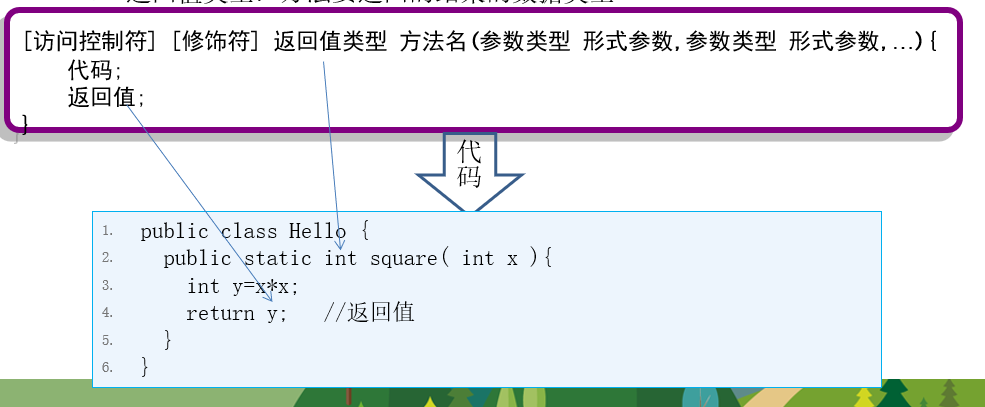 [访问控制符] [修饰符] 返回值类型 方法名(参数类型 形式参数,参数类型 形式参数,…){
代码;
返回值;
}
代
码
1. public class Hello {
2. public static int square( int x ){
3. int y=x*x;
4. return y; //返回值
5. }
6. }